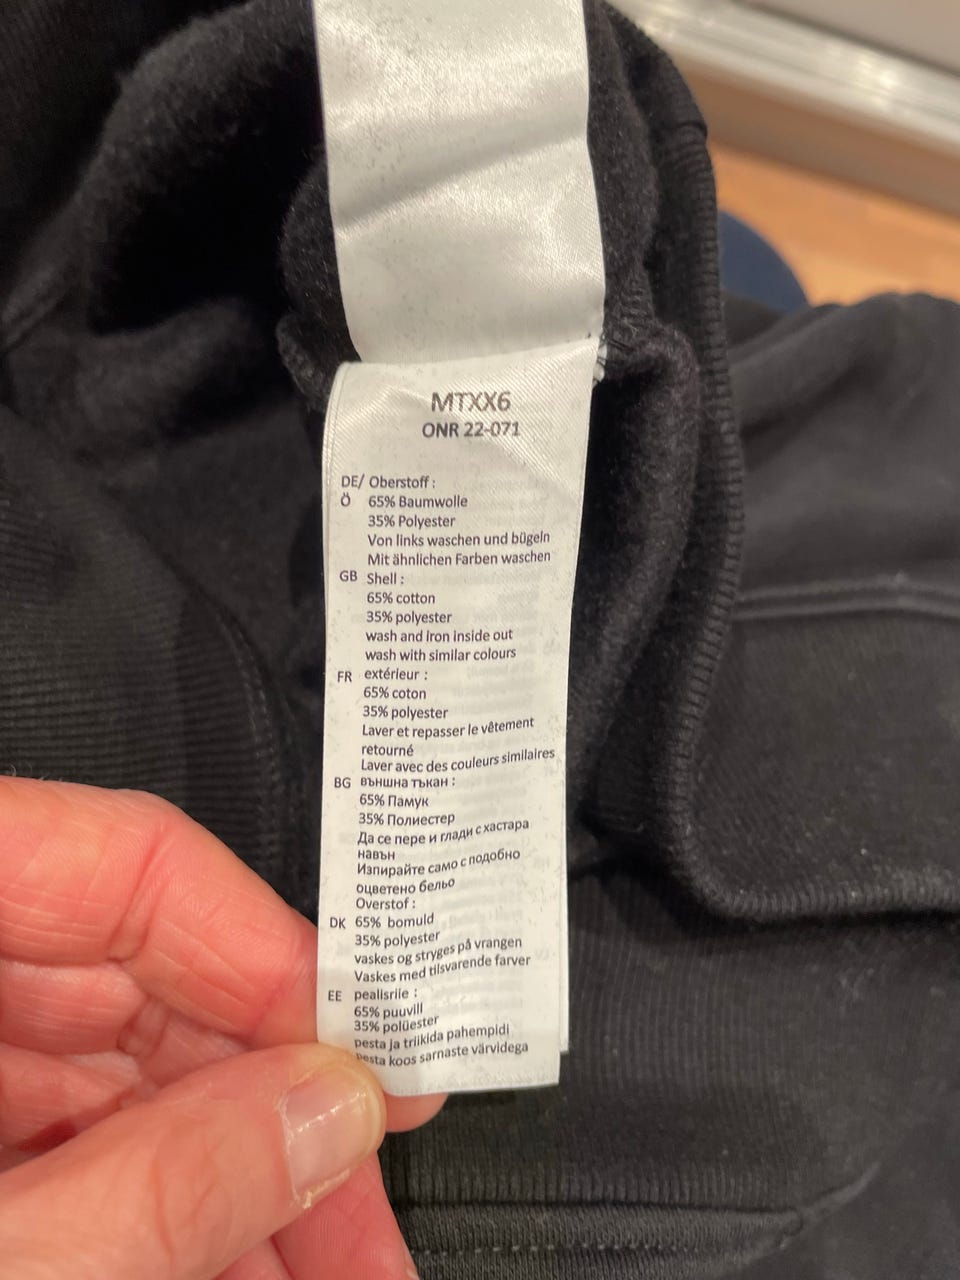 MTXX6
ONR 22-071
DE/ Oberstoff :
Ö 65% Baumwolle
35% Polyester
Von links waschen und bügeln
Mit ähnlichen Farben waschen
GB Shell :
65% cotton
35% polyester
wash and iron inside out
wash with similar colours
FR extérieur :
65% coton
35% polyester
Laver et repasser le vêtement
retourné
Laver avec des couleurs similaires
BG външна тъкан :
65% Памук
35% Полиестер
Да се пере и глади с хастара
навън
Изпирайте само с подобно
оцветено бельо
Overstof :
DK 65% bomuld
35% polyester
vaskes og stryges på vrangen
Vaskes med tilsvarende farver
EE pealisriie :
65% puuvill
35% polüester
pesta ja triikida pahempidi
pesta koos sarnaste värvidega